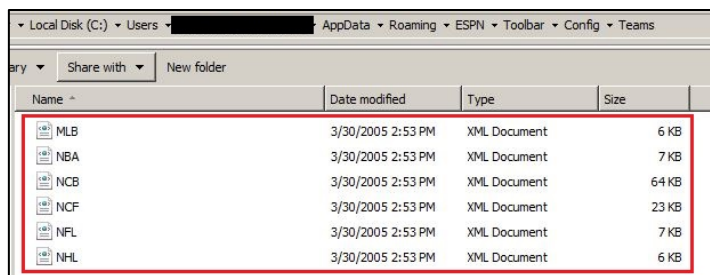 Local Disk (C:) Users AppData Roaming ESPN Toolbar Config Teams
ary Share with New folder
Name Date modified Type Size
MLB 3/30/2005 2:53 PM XML Document 6 KB
NBA 3/30/2005 2:53 PM XML Document 7 KB
NCB 3/30/2005 2:53 PM XML Document 64 KB
NCF 3/30/2005 2:53 PM XML Document 23 KB
NFL 3/30/2005 2:53 PM XML Document 7 KB
NHL 3/30/2005 2:53 PM XML Document 6 KB